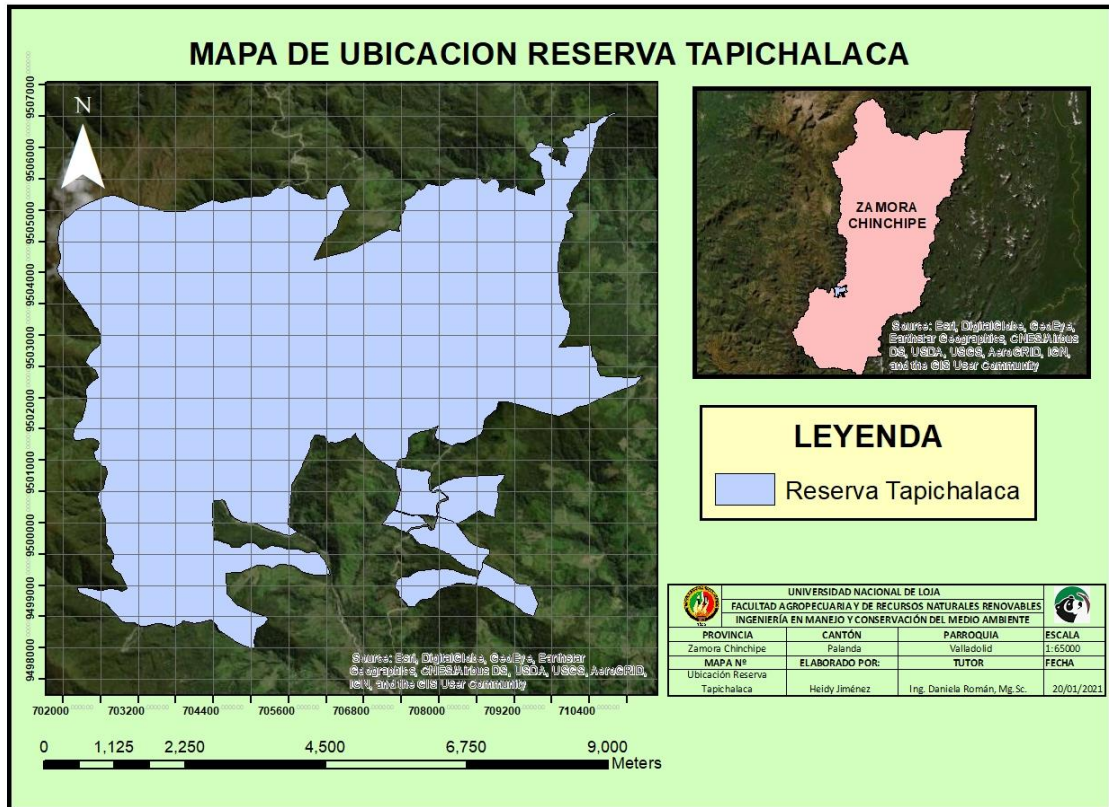 MAPA DE UBICACION RESERVA TAPICHALACA
N
9507000
9506000
9505000
9504000
9503000
9502000
9501000
9500000
9499000
9498000
702000
703200
704400
705600
706800
708000
709200
710400
Source: Esri, DigitalGlobe, GeoEye, Earthstar
Geographics, CNES/Airbus DS, USDA, USGS, AeroGRID,
IGN, and the GIS User Community
0 1,125 2,250 4,500 6,750 9,000
Meters
ZAMORA
CHINCHIPE
Source: Esri, DigitalGlobe, GeoEye,
Earthstar Geographics, CNES/Airbus
DS, USDA, USGS, AeroGRID, IGN,
and the GIS User Community
LEYENDA
Reserva Tapichalaca
UNIVERSIDAD NACIONAL DE LOJA
FACULTAD AGROPECUARIA Y DE RECURSOS NATURALES RENOVABLES
INGENIERÍA EN MANEJO Y CONSERVACIÓN DEL MEDIO AMBIENTE
PROVINCIA CANTÓN PARROQUIA ESCALA
Zamora Chinchipe Palanda Valladolid 1:65000
MAPA Nº ELABORADO POR: TUTOR FECHA
Ubicación Reserva
Tapichalaca Heidy Jiménez Ing. Daniela Román, Mg.Sc. 20/01/2021